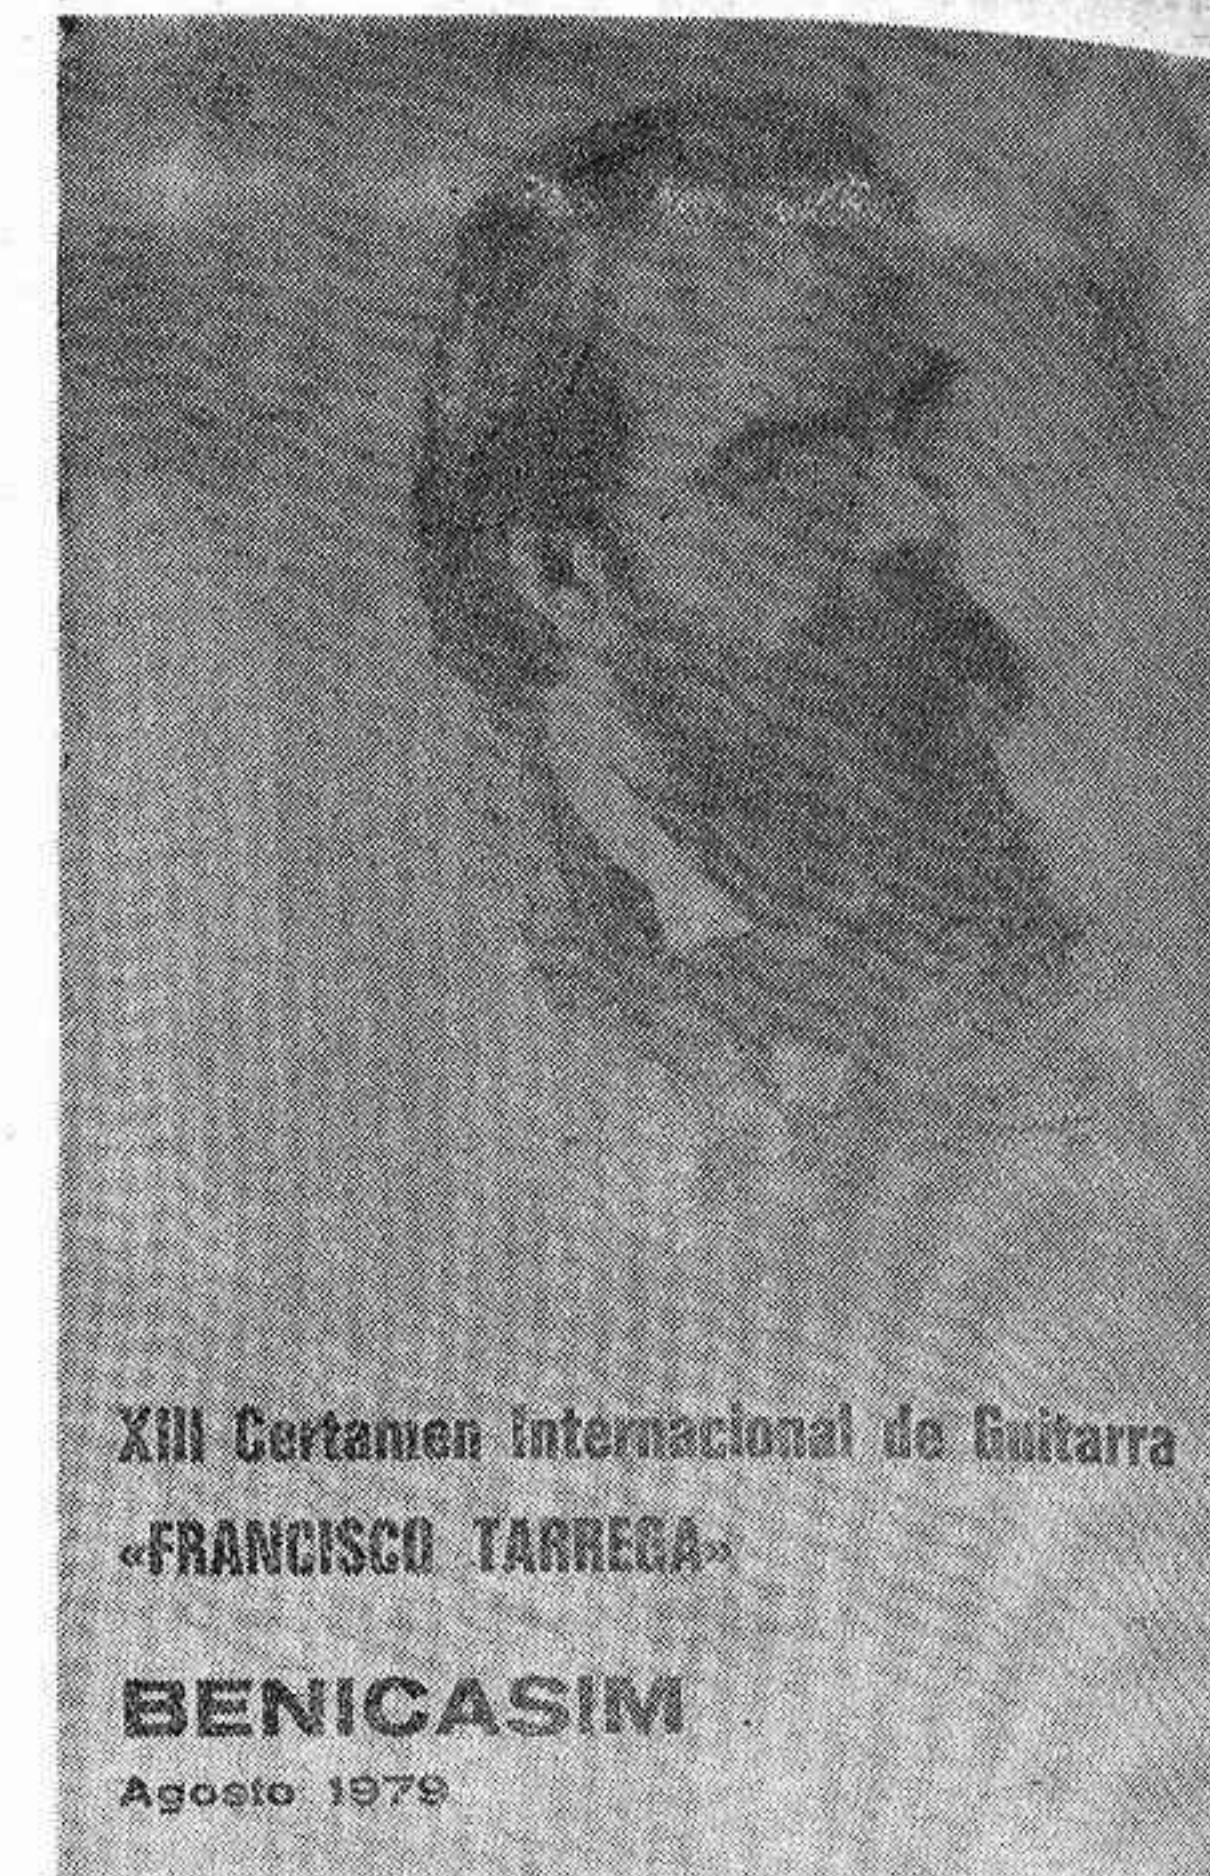 XIII Certamen Internacional de Guitarra
«FRANCISCO TARREGA»
BENICASIM
Agosto 1979